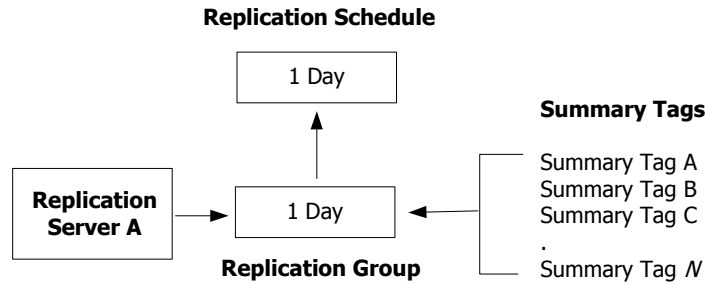 Replication Schedule
1 Day
Summary Tags
Summary Tag A
Summary Tag B
Summary Tag C
.
Summary Tag N
Replication
Server A
1 Day
Replication Group